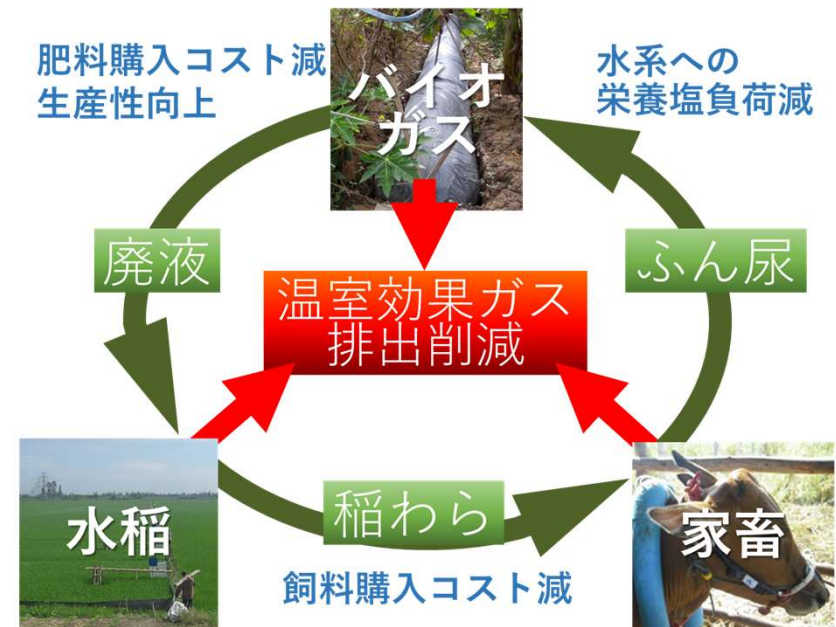 肥料購入コスト減
生産性向上
バイオ
ガス
水系への
栄養塩負荷減
廃液
ふん尿
温室効果ガス
排出削減
水稲
稲わら
家畜
飼料購入コスト減